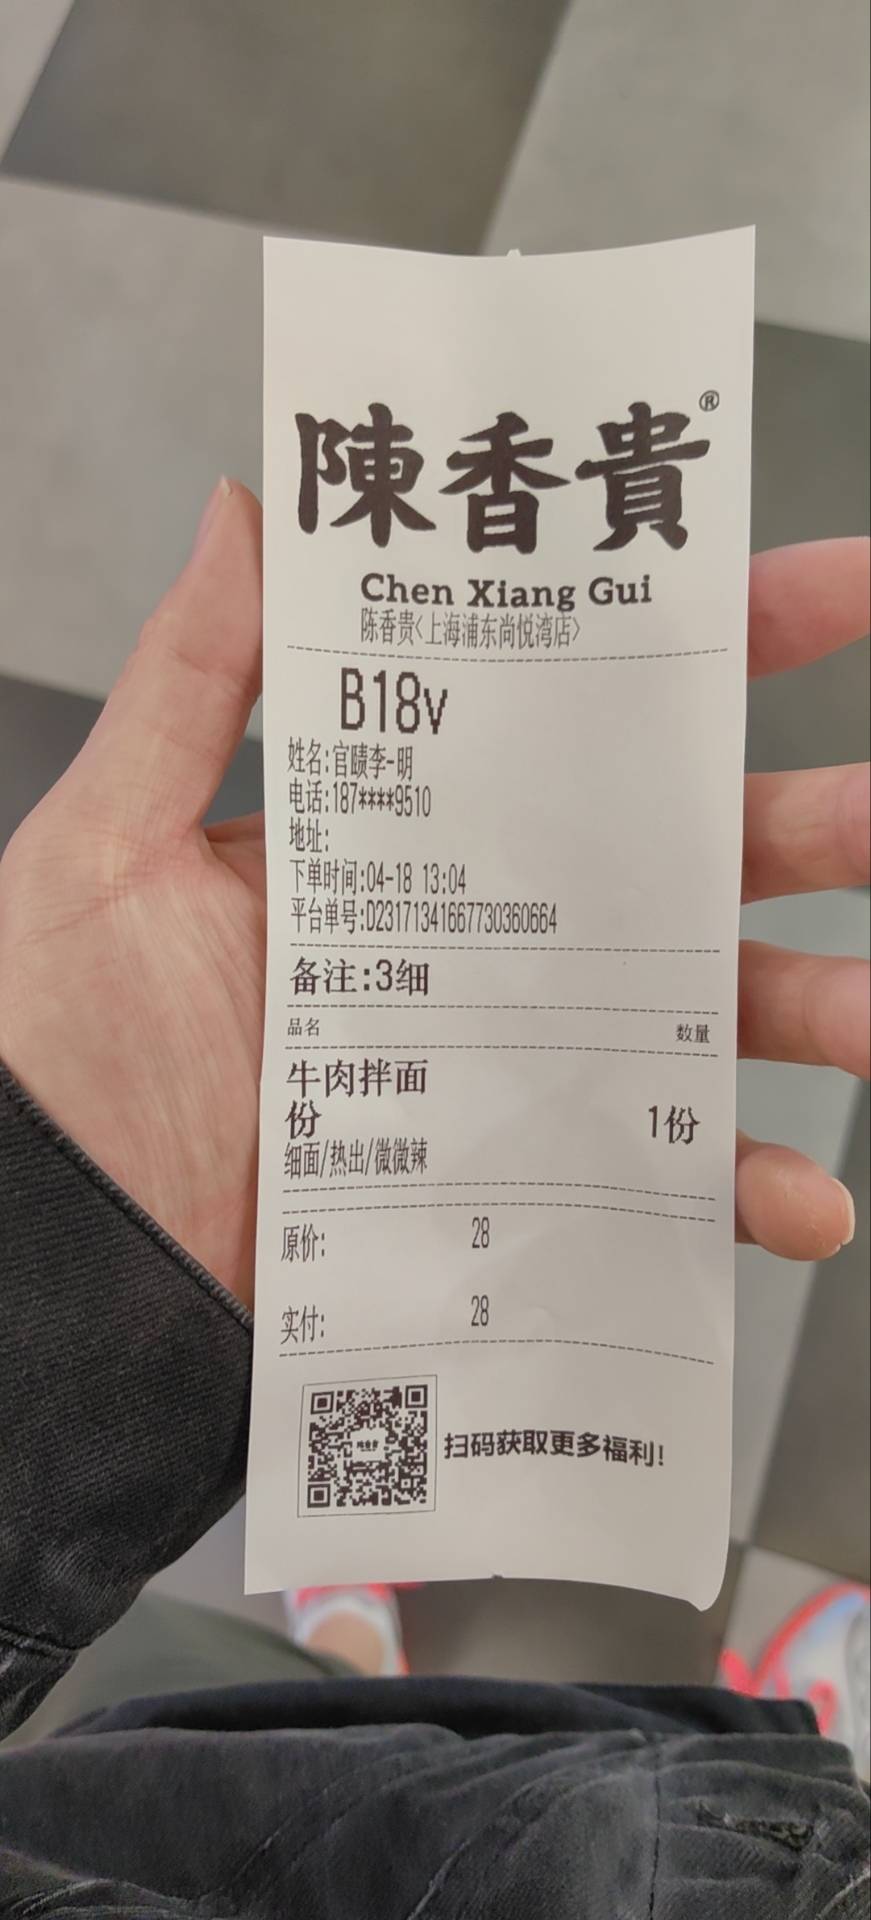 陳香貴®
Chen Xiang Gui
陈香贵<上海浦东尚悦湾店>
B18v
姓名:官赜李-明
电话:187****9510
地址:
下单时间:04-18 13:04
平台单号:D23171341667730360664
备注:3细
品名 数量
牛肉拌面
份 1份
细面/热出/微微辣
原价: 28
实付: 28
扫码获取更多福利!